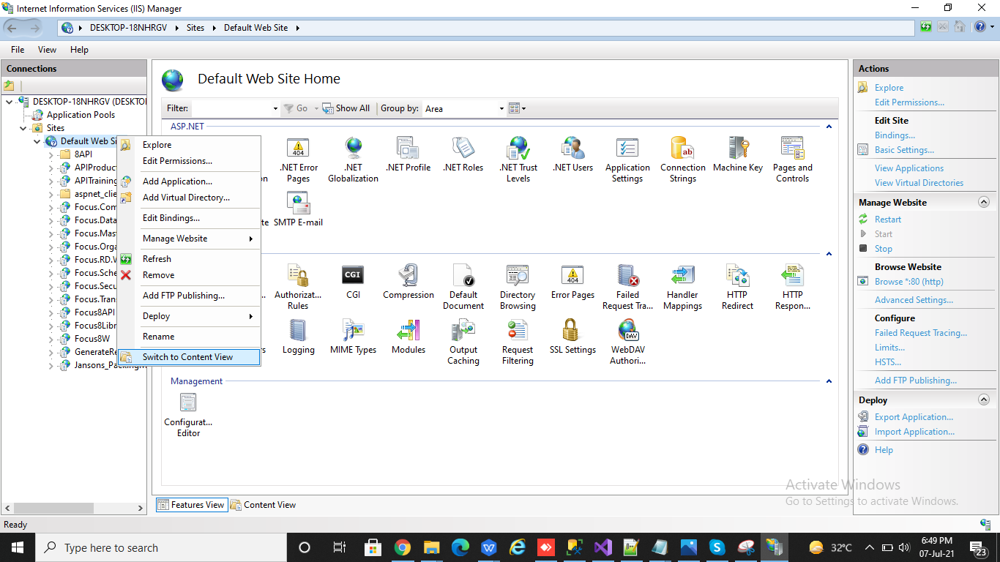 Internet Information Services (IIS) Manager
DESKTOP-18NHRGV
Sites
Default Web Site
File
View
Help
Connections
DESKTOP-18NHRGV (DESKTOP
Application Pools
Sites
Default Web Si
8API
APIProduc
APITraining
aspnet_clie
Focus.Com
Focus.Data
Focus.Mas
Focus.Orga
Focus.RD.V
Focus.Sche
Focus.Secu
Focus.Tran
Focus8API
Focus8Libr
Focus8W
GenerateRe
Jansons_PackingM
Explore
Edit Permissions...
Add Application...
Add Virtual Directory...
Edit Bindings...
Manage Website
Refresh
Remove
Add FTP Publishing...
Deploy
Rename
Switch to Content View
Default Web Site Home
Filter:
Go
Show All
Group by:
Area
ASP.NET
.NET Error Pages
.NET Globalization
.NET Profile
.NET Roles
.NET Trust Levels
.NET Users
Application Settings
Connection Strings
Machine Key
Pages and Controls
SMTP E-mail
Authorizat... Rules
CGI
Compression
Default Document
Directory Browsing
Error Pages
Failed Request Tra...
Handler Mappings
HTTP Redirect
HTTP Respon...
Logging
MIME Types
Modules
Output Caching
Request Filtering
SSL Settings
WebDAV Authori...
Management
Configurat... Editor
Features View
Content View
Actions
Explore
Edit Permissions...
Edit Site
Bindings...
Basic Settings...
View Applications
View Virtual Directories
Manage Website
Restart
Start
Stop
Browse Website
Browse *:80 (http)
Advanced Settings...
Configure
Failed Request Tracing...
Limits...
HSTS...
Add FTP Publishing...
Deploy
Export Application...
Import Application...
Help
Activate Windows
Go to Settings to activate Windows.
Ready
Type here to search
32°C
6:49 PM
07-Jul-21
23